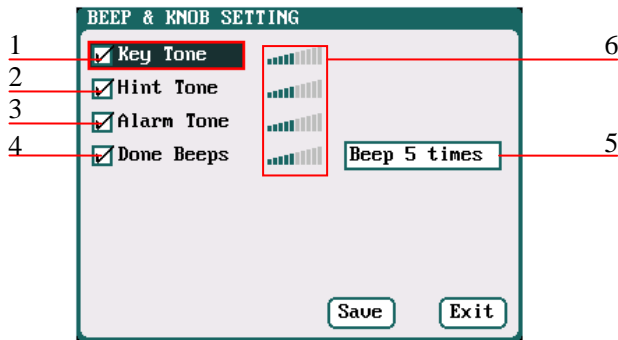 BEEP & KNOB SETTING
1 Key Tone 6
2 Hint Tone
3 Alarm Tone
4 Done Beeps Beep 5 times 5
Save Exit